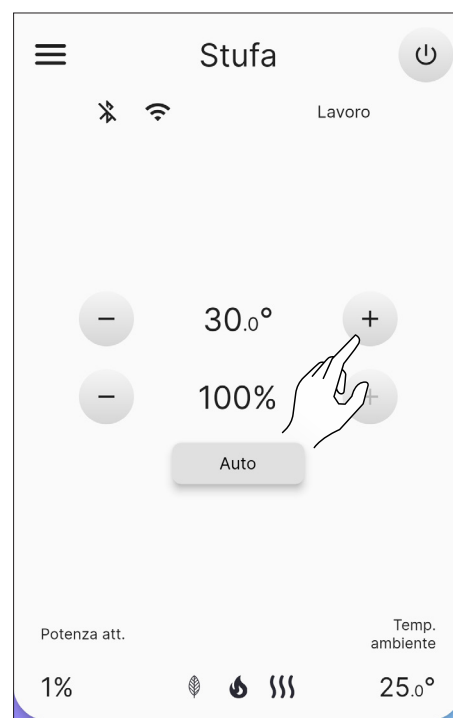 Stufa
Lavoro
− 30.0° +
− 100% +
Auto
Potenza att.
Temp.
ambiente
1%
25.0°